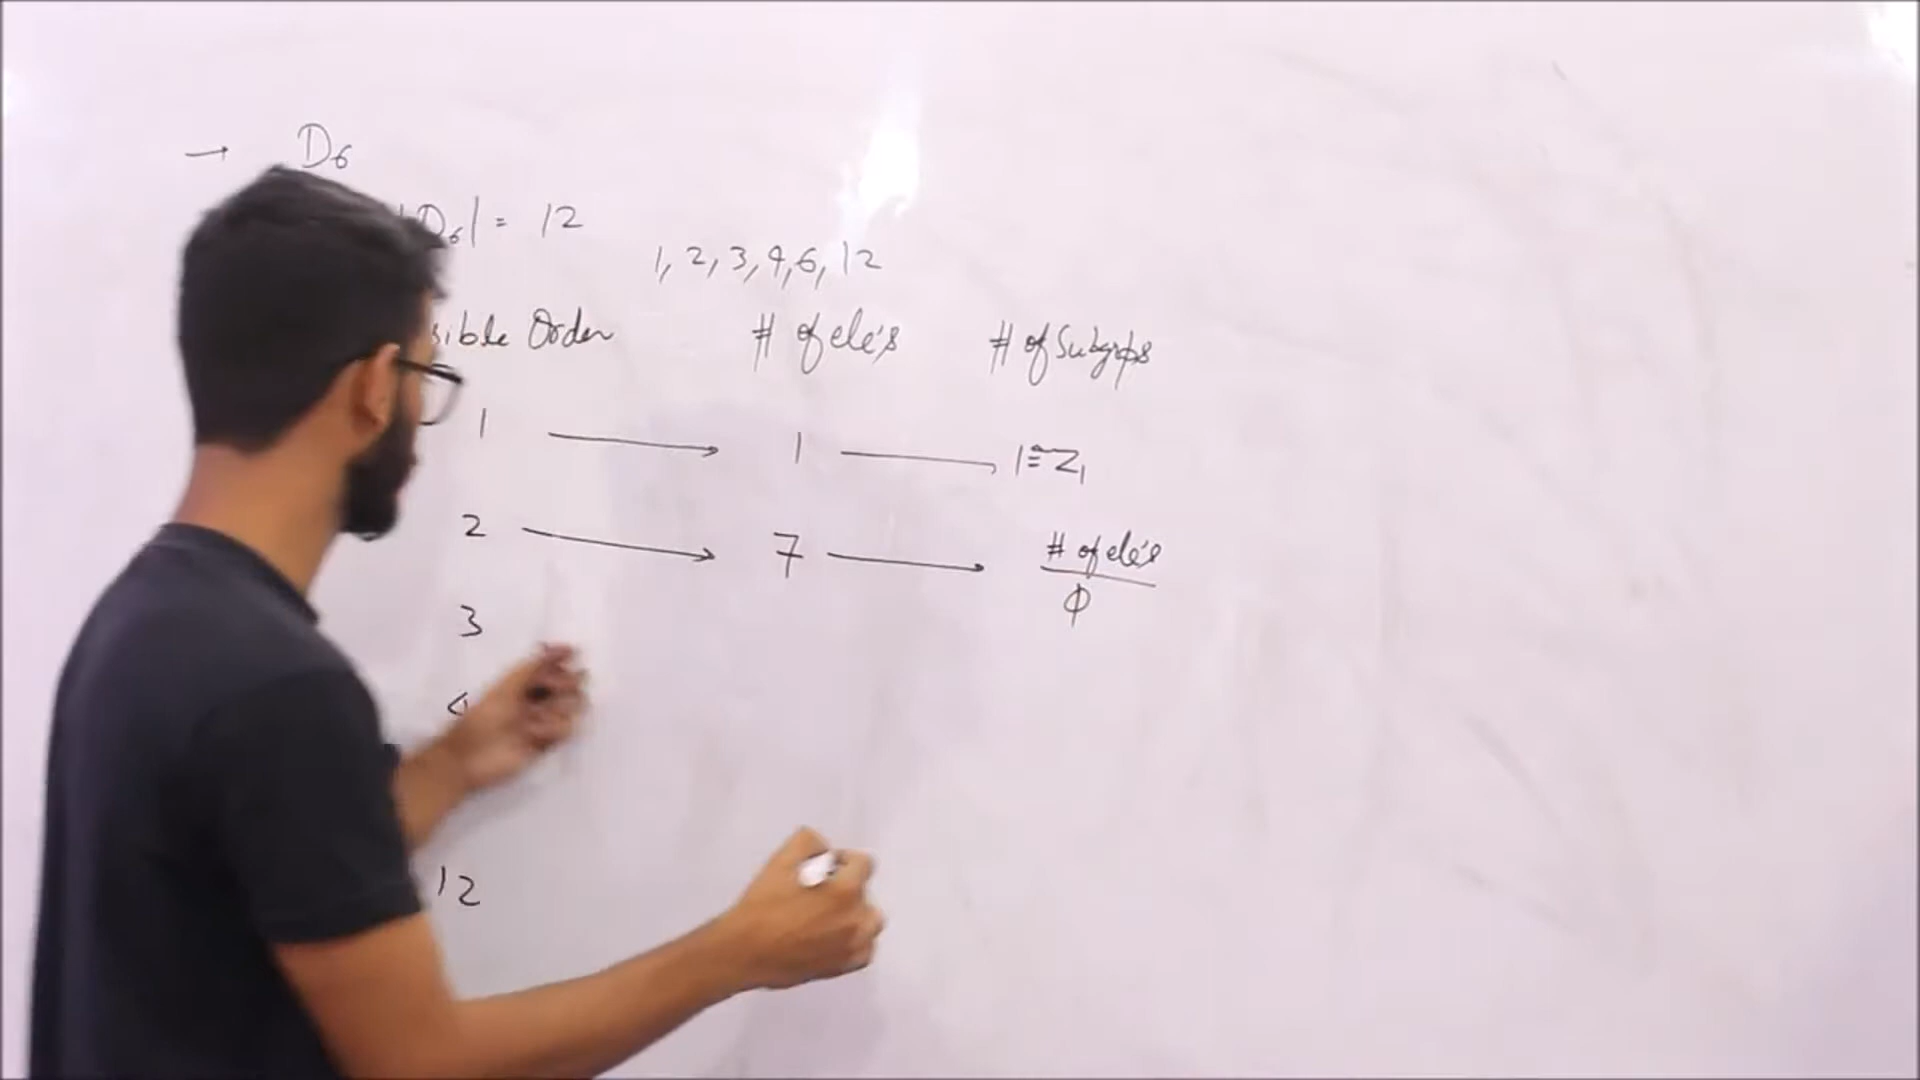 → D6
|D6| = 12
1, 2, 3, 4, 6, 12
sible Order # of ele's # of Subgrps
1 → 1 → 1 ≅ Z1
2 → 7 → # of ele's / ϕ
3
4
12